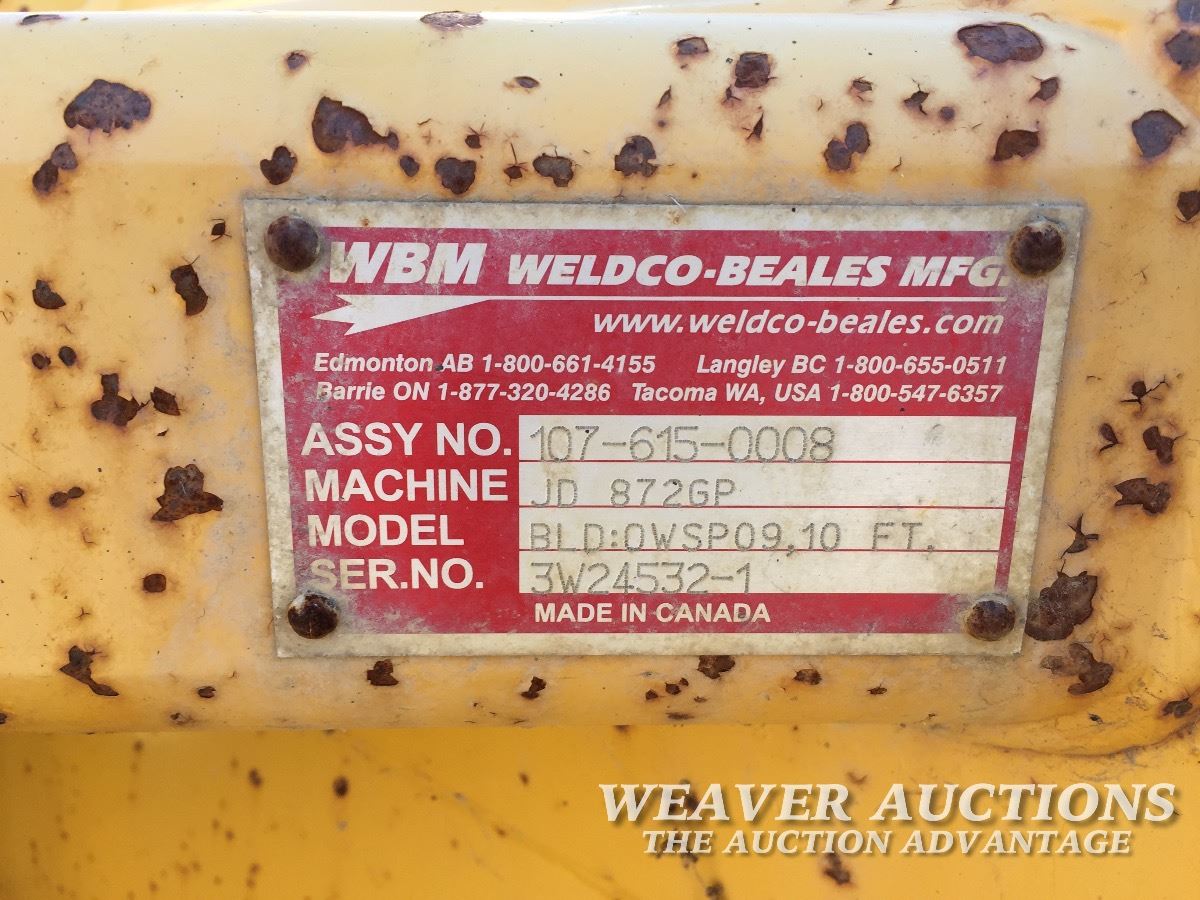 WBM WELDCO-BEALES MFG.
www.weldco-beales.com
Edmonton AB 1-800-661-4155 Langley BC 1-800-655-0511
Barrie ON 1-877-320-4286 Tacoma WA, USA 1-800-547-6357
ASSY NO. 107-615-0008
MACHINE JD 872GP
MODEL BLD:OWSP09,10 FT.
SER.NO. 3W24532-1
MADE IN CANADA
WEAVER AUCTIONS
THE AUCTION ADVANTAGE